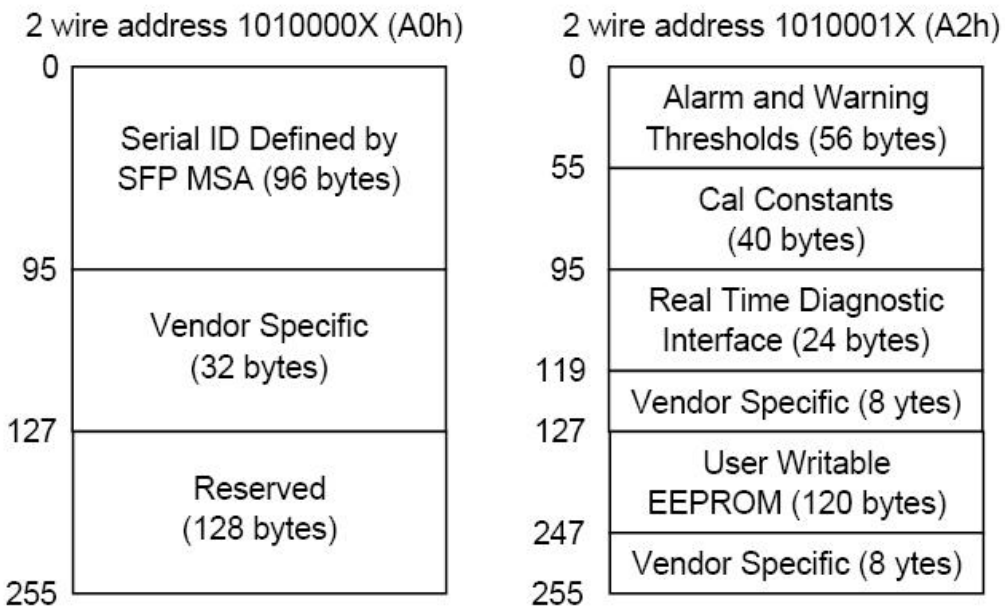 2 wire address 1010000X (A0h)
0
Serial ID Defined by
SFP MSA (96 bytes)
95
Vendor Specific
(32 bytes)
127
Reserved
(128 bytes)
255
2 wire address 1010001X (A2h)
0
Alarm and Warning
Thresholds (56 bytes)
55
Cal Constants
(40 bytes)
95
Real Time Diagnostic
Interface (24 bytes)
119
Vendor Specific (8 ytes)
127
User Writable
EEPROM (120 bytes)
247
Vendor Specific (8 ytes)
255